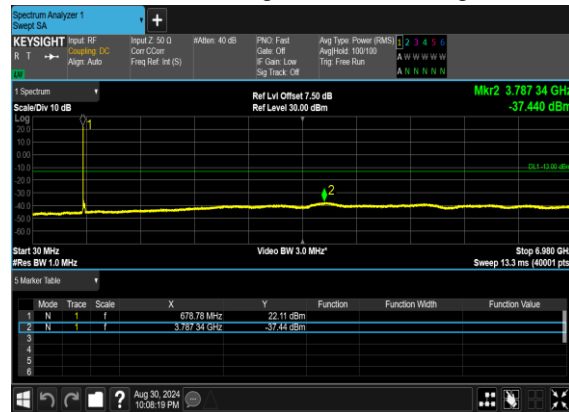 Spectrum Analyzer 1
Swept SA
+
KEYSIGHT Input: RF Input Z: 50 Ω #Atten: 40 dB PNO: Fast Avg Type: Power (RMS) 1 2 3 4 5 6
R T Coupling: DC Corr CCorr Gate: Off Avg|Hold: 100/100 A W W W W W
Align: Auto Freq Ref: Int (S) IF Gain: Low Trig: Free Run
Sig Track: Off A N N N N N
LXI
1 Spectrum Ref Lvl Offset 7.50 dB Mkr2 3.787 34 GHz
Scale/Div 10 dB Ref Level 30.00 dBm -37.440 dBm
Log
1
20.0
10.0
0.00
-10.0
DL1 -13.00 dBm
-20.0
-30.0
2
-40.0
-50.0
-60.0
Start 30 MHz Video BW 3.0 MHz* Stop 6.980 GHz
#Res BW 1.0 MHz Sweep 13.3 ms (40001 pts)
5 Marker Table
Mode Trace Scale X Y Function Function Width Function Value
1 N 1 f 678.78 MHz 22.11 dBm
2 N 1 f 3.787 34 GHz -37.44 dBm
3
4
5
6
? Aug 30, 2024
10:08:19 PM